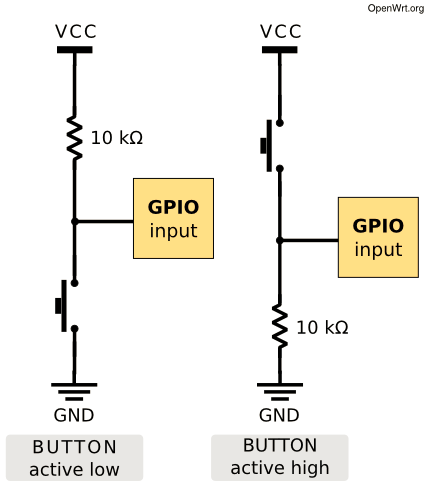 OpenWrt.org
VCC
10 kΩ
GPIO
input
GND
BUTTON
active low
VCC
GPIO
input
10 kΩ
GND
BUTTON
active high